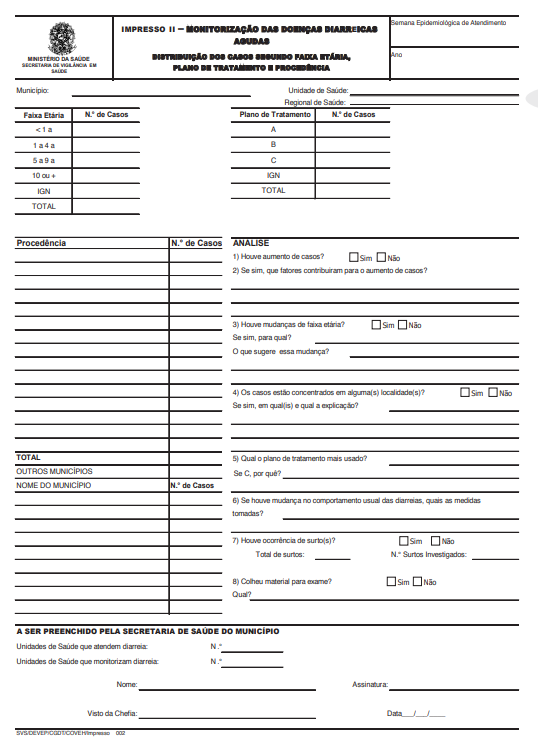 MINISTÉRIO DA SAÚDE
SECRETARIA DE VIGILÂNCIA EM
SAÚDE
IMPRESSO II – MONITORIZAÇÃO DAS DOENÇAS DIARREICAS
AGUDAS
DISTRIBUIÇÃO DOS CASOS SEGUNDO FAIXA ETÁRIA,
PLANO DE TRATAMENTO E PROCEDÊNCIA
Semana Epidemiológica de Atendimento
Ano
Município:
Unidade de Saúde:
Regional de Saúde:
Faixa Etária N.º de Casos
< 1 a
1 a 4 a
5 a 9 a
10 ou +
IGN
TOTAL
Plano de Tratamento N.º de Casos
A
B
C
IGN
TOTAL
Procedência N.º de Casos
TOTAL
OUTROS MUNICÍPIOS
NOME DO MUNICÍPIO N.º de Casos
ANÁLISE
1) Houve aumento de casos? Sim Não
2) Se sim, que fatores contribuiram para o aumento de casos?
3) Houve mudanças de faixa etária? Sim Não
Se sim, para qual?
O que sugere essa mudança?
4) Os casos estão concentrados em alguma(s) localidade(s)? Sim Não
Se sim, em qual(is) e qual a explicação?
5) Qual o plano de tratamento mais usado?
Se C, por quê?
6) Se houve mudança no comportamento usual das diarreias, quais as medidas
tomadas?
7) Houve ocorrência de surto(s)? Sim Não
Total de surtos: N.º Surtos Investigados:
8) Colheu material para exame? Sim Não
Qual?
A SER PREENCHIDO PELA SECRETARIA DE SAÚDE DO MUNICÍPIO
Unidades de Saúde que atendem diarreia: N.º
Unidades de Saúde que monitorizam diarreia: N.º
Nome: Assinatura:
Visto da Chefia: Data___/___/____
SVS/DEVEP/CGDT/COVEH/Impresso 002